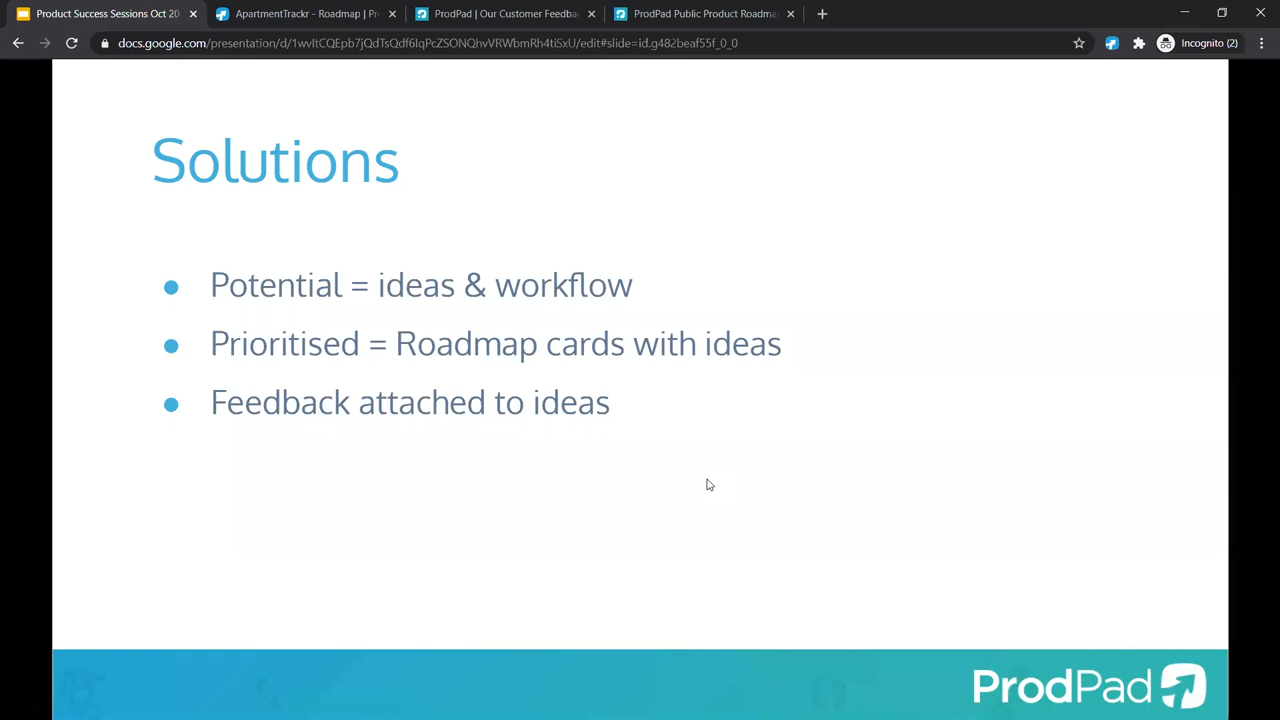 Product Success Sessions Oct 20
ApartmentTrackr - Roadmap | Pr
ProdPad | Our Customer Feedba
ProdPad Public Product Roadma
docs.google.com/presentation/d/1wvItCQEpb7jQdTsQdf6IqPcZSONQhvVRWbmRh4tiSxU/edit#slide=id.g482beaf55f_0_0
Incognito (2)
Solutions
● Potential = ideas & workflow
● Prioritised = Roadmap cards with ideas
● Feedback attached to ideas
ProdPad